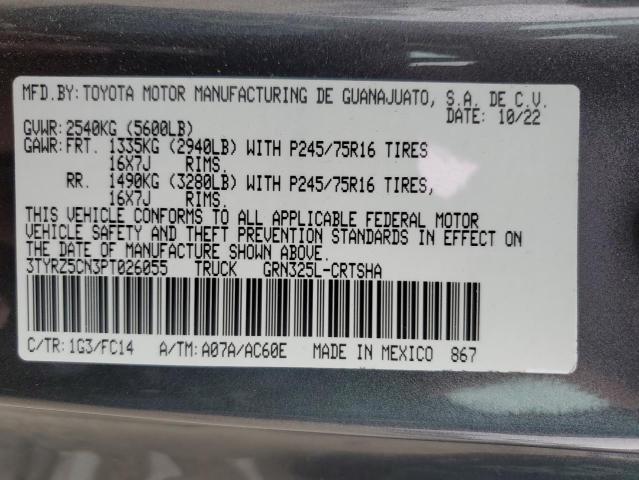 MFD.BY:TOYOTA MOTOR MANUFACTURING DE GUANAJUATO, S.A. DE C.V.
DATE: 10/22
GVWR:2540KG (5600LB)
GAWR:FRT. 1335KG (2940LB) WITH P245/75R16 TIRES
16X7J RIMS.
RR. 1490KG (3280LB) WITH P245/75R16 TIRES,
16X7J RIMS.
THIS VEHICLE CONFORMS TO ALL APPLICABLE FEDERAL MOTOR
VEHICLE SAFETY AND THEFT PREVENTION STANDARDS IN EFFECT ON
THE DATE OF MANUFACTURE SHOWN ABOVE.
3TYRZ5CN3PT026055 TRUCK GRN325L-CRTSHA
C/TR: 1G3/FC14 A/TM: A07A/AC60E MADE IN MEXICO 867